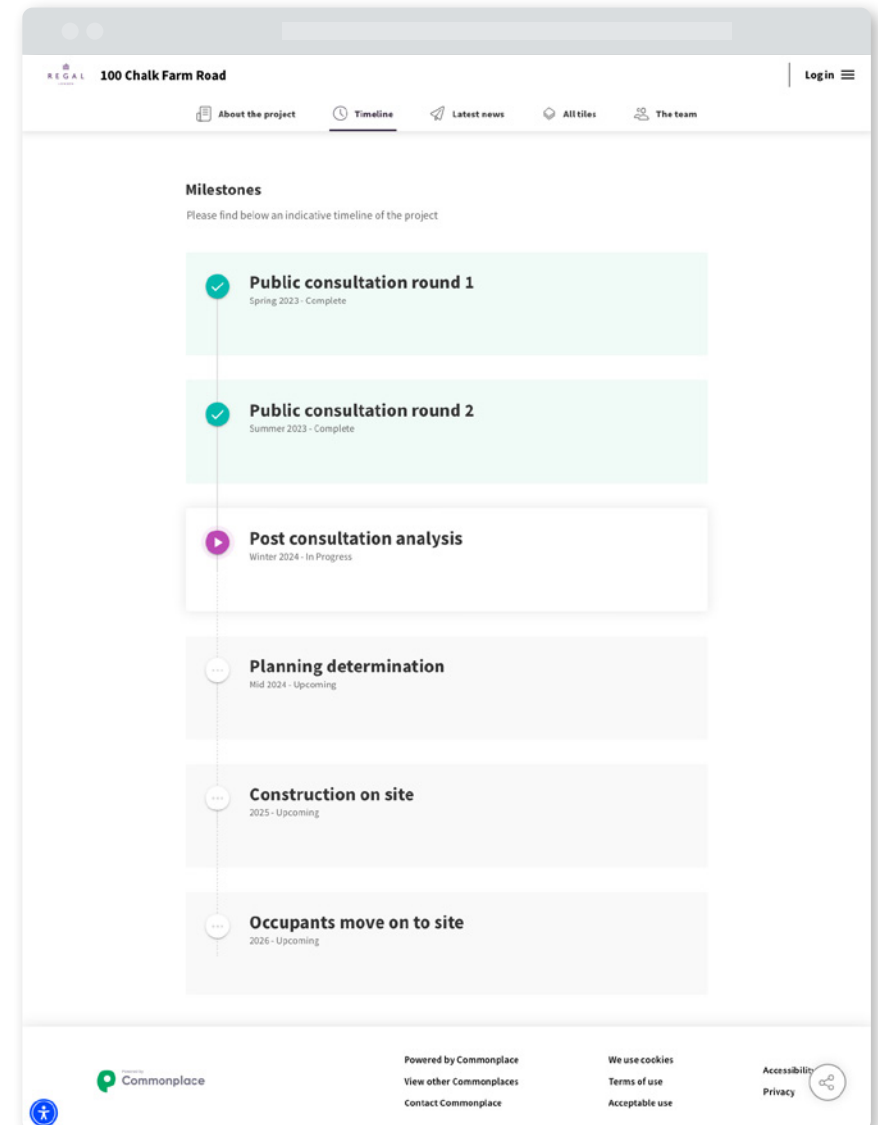 REGAL
LONDON
100 Chalk Farm Road
Login
About the project
Timeline
Latest news
All tiles
The team
Milestones
Please find below an indicative timeline of the project
Public consultation round 1
Spring 2023 - Complete
Public consultation round 2
Summer 2023 - Complete
Post consultation analysis
Winter 2024 - In Progress
Planning determination
Mid 2024 - Upcoming
Construction on site
2025 - Upcoming
Occupants move on to site
2026 - Upcoming
Powered by
Commonplace
Powered by Commonplace
View other Commonplaces
Contact Commonplace
We use cookies
Terms of use
Acceptable use
Accessibility
Privacy